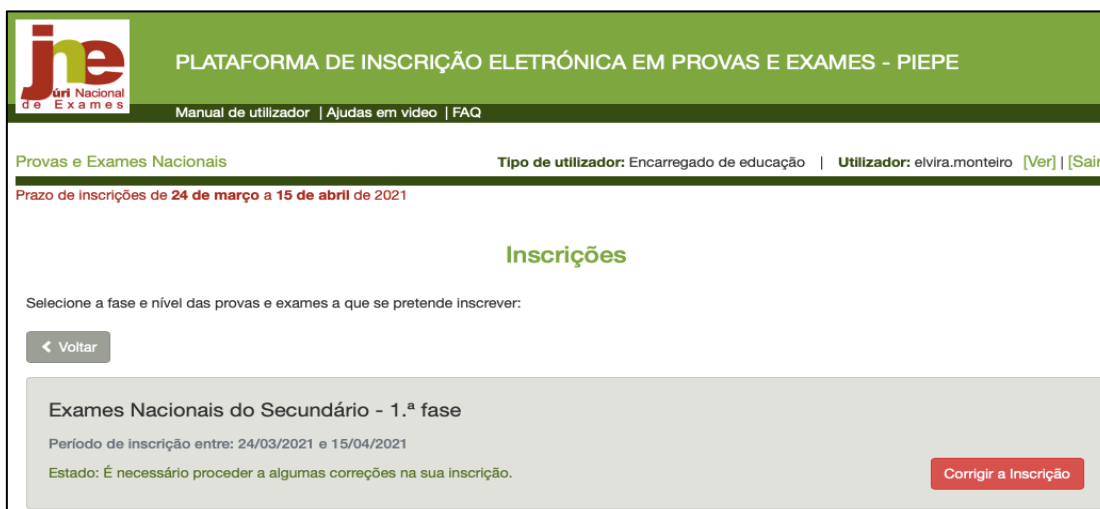 jne
Júri Nacional
de Exames
PLATAFORMA DE INSCRIÇÃO ELETRÓNICA EM PROVAS E EXAMES - PIEPE
Manual de utilizador | Ajudas em video | FAQ
Provas e Exames Nacionais Tipo de utilizador: Encarregado de educação | Utilizador: elvira.monteiro [Ver] | [Sair
Prazo de inscrições de 24 de março a 15 de abril de 2021
Inscrições
Selecione a fase e nível das provas e exames a que se pretende inscrever:
Voltar
Exames Nacionais do Secundário - 1.ª fase
Período de inscrição entre: 24/03/2021 e 15/04/2021
Estado: É necessário proceder a algumas correções na sua inscrição. Corrigir a Inscrição